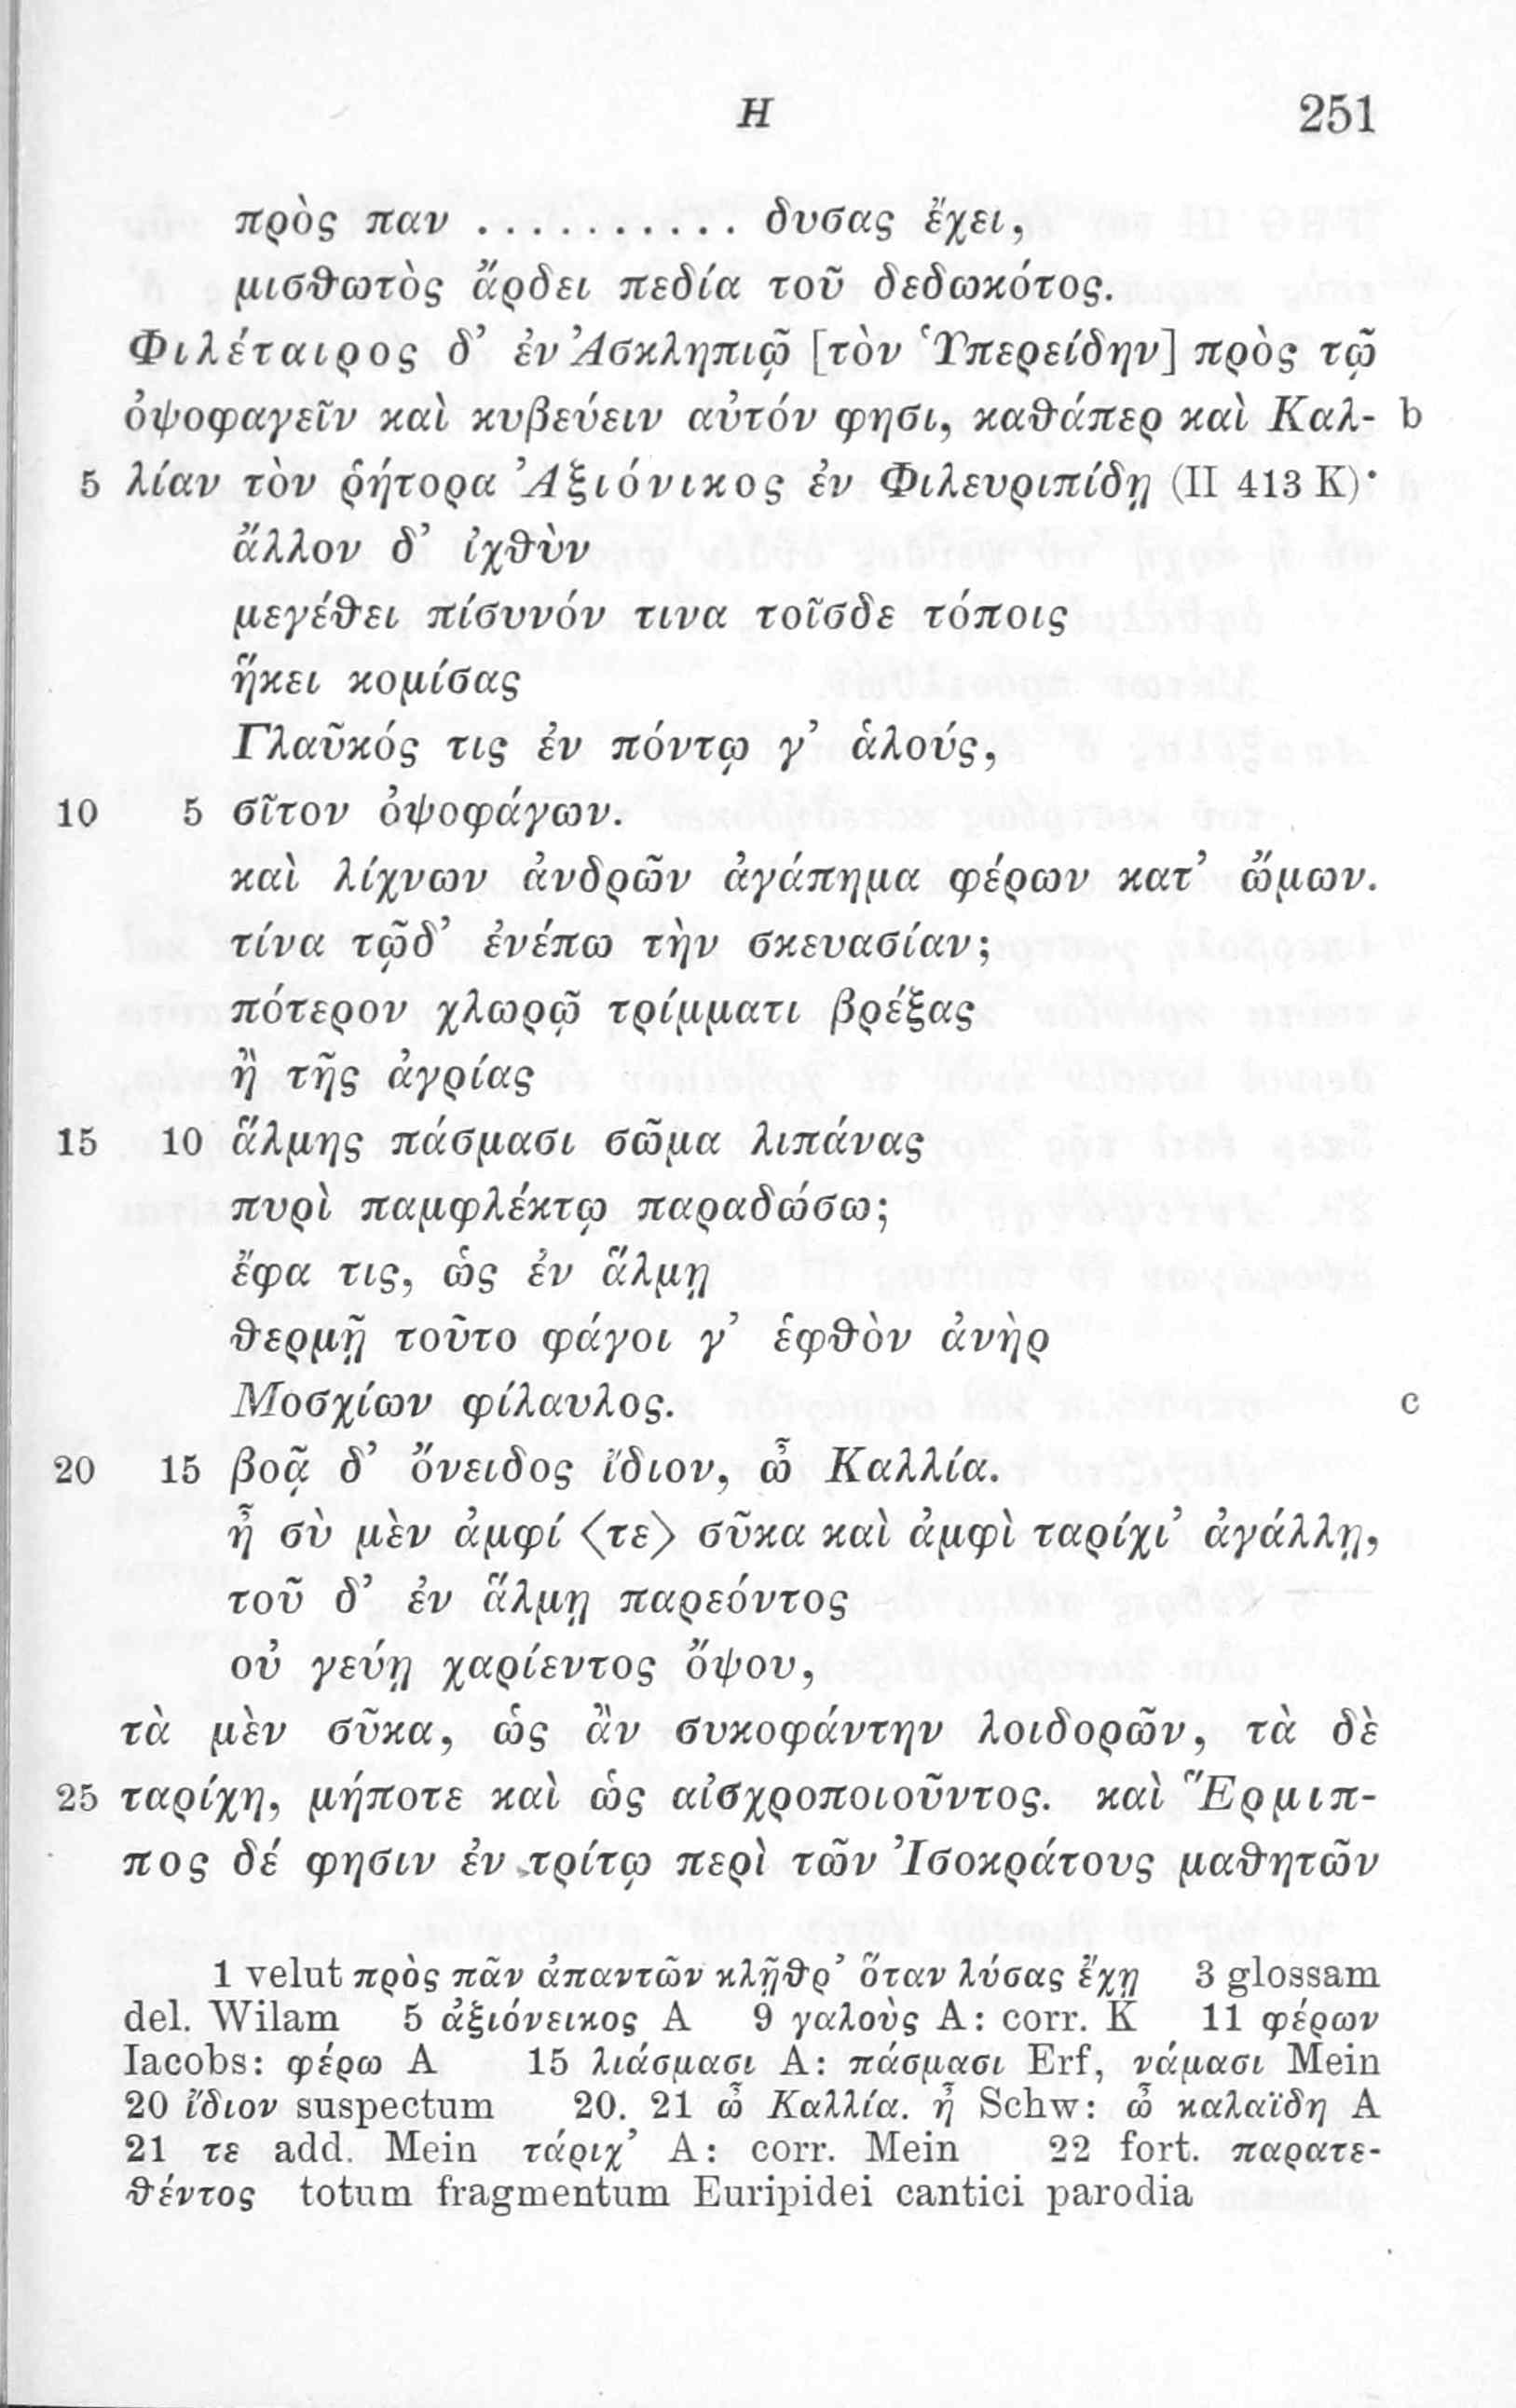 H 251
πρὸς παν .......... δυσας ἔχει,
μισθωτὸς ἄρδει πεδία τοῦ δεδωκότος.
Φιλέταιρος δ’ ἐν Ἀσκληπιῷ [τὸν Ὑπερείδην] πρὸς τῷ
ὀψοφαγεῖν καὶ κυβεύειν αὐτόν φησι, καθάπερ καὶ Καλ- b
5 λίαν τὸν ῥήτορα Ἀξιόνικος ἐν Φιλευριπίδῃ (II 413 K)·
ἄλλον δ’ ἰχθὺν
μεγέθει πίσυνόν τινα τοῖσδε τόποις
ἥκει κομίσας
Γλαῦκός τις ἐν πόντῳ γ’ ἁλούς,
10 5 σῖτον ὀψοφάγων.
καὶ λίχνων ἀνδρῶν ἀγάπημα φέρων κατ’ ὤμων.
τίνα τῷδ’ ἐνέπω τὴν σκευασίαν;
πότερον χλωρῷ τρίμματι βρέξας
ἢ τῆς ἀγρίας
15 10 ἅλμης πάσμασι σῶμα λιπάνας
πυρὶ παμφλέκτῳ παραδώσω;
ἔφα τις, ὡς ἐν ἅλμῃ
θερμῇ τοῦτο φάγοι γ’ ἑφθὸν ἀνὴρ
Μοσχίων φίλαυλος. c
20 15 βοᾷ δ’ ὄνειδος ἴδιον, ὦ Καλλία.
ἦ σὺ μὲν ἀμφί ⟨τε⟩ σῦκα καὶ ἀμφὶ ταρίχι’ ἀγάλλῃ,
τοῦ δ’ ἐν ἅλμῃ παρεόντος
οὐ γεύῃ χαρίεντος ὄψου,
τὰ μὲν σῦκα, ὡς ἂν συκοφάντην λοιδορῶν, τὰ δὲ
25 ταρίχη, μήποτε καὶ ὡς αἰσχροποιοῦντος. καὶ Ἕρμιπ-
πος δέ φησιν ἐν τρίτῳ περὶ τῶν Ἰσοκράτους μαθητῶν
1 velut πρὸς πᾶν ἀπαντῶν κλῇθρ’ ὅταν λύσας ἔχῃ 3 glossam
del. Wilam 5 ἀξιόνεικος A 9 γαλοὺς A: corr. K 11 φέρων
Iacobs: φέρω A 15 λιάσμασι A: πάσμασι Erf, νάμασι Mein
20 ἴδιον suspectum 20. 21 ὦ Καλλία. ἦ Schw: ὦ καλαϊδη A
21 τε add. Mein τάριχ’ A: corr. Mein 22 fort. παρατε-
θέντος totum fragmentum Euripidei cantici parodia